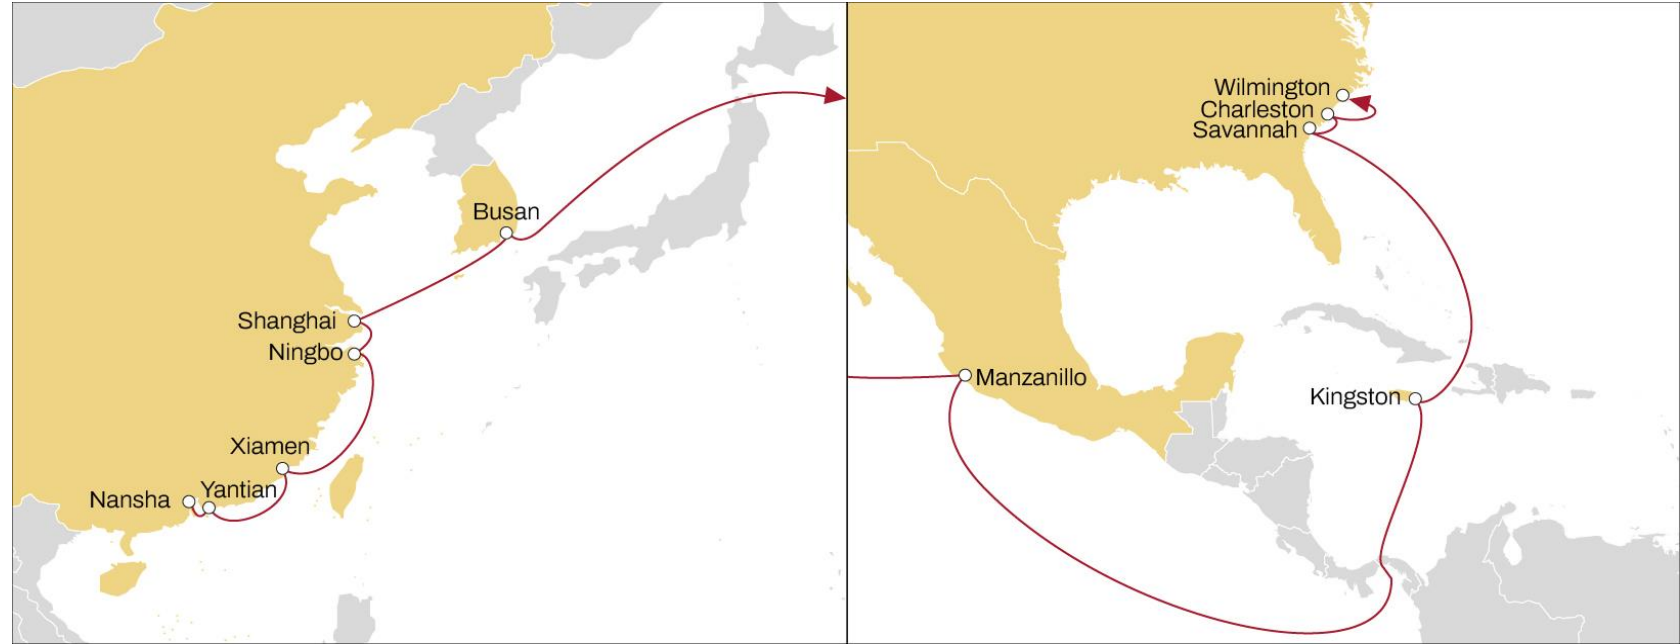 Busan
Shanghai
Ningbo
Xiamen
Yantian
Nansha
Wilmington
Charleston
Savannah
Manzanillo
Kingston